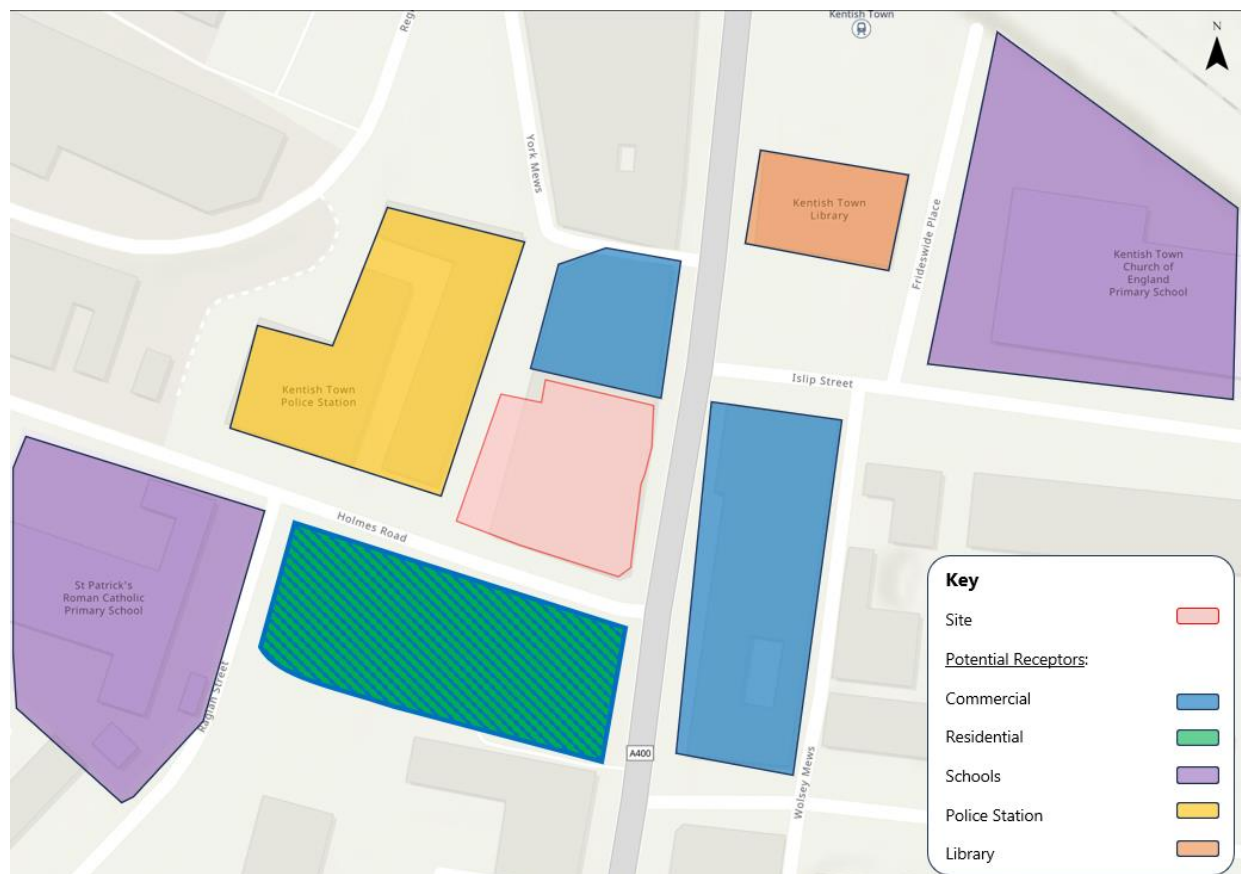 Kentish Town
N
Reg
York Mews
Kentish Town
Library
Frideswide Place
Kentish Town
Church of
England
Primary School
Islip Street
Kentish Town
Police Station
Holmes Road
St Patrick's
Roman Catholic
Primary School
Raglan Street
A400
Wolsey Mews
Key
Site
Potential Receptors:
Commercial
Residential
Schools
Police Station
Library